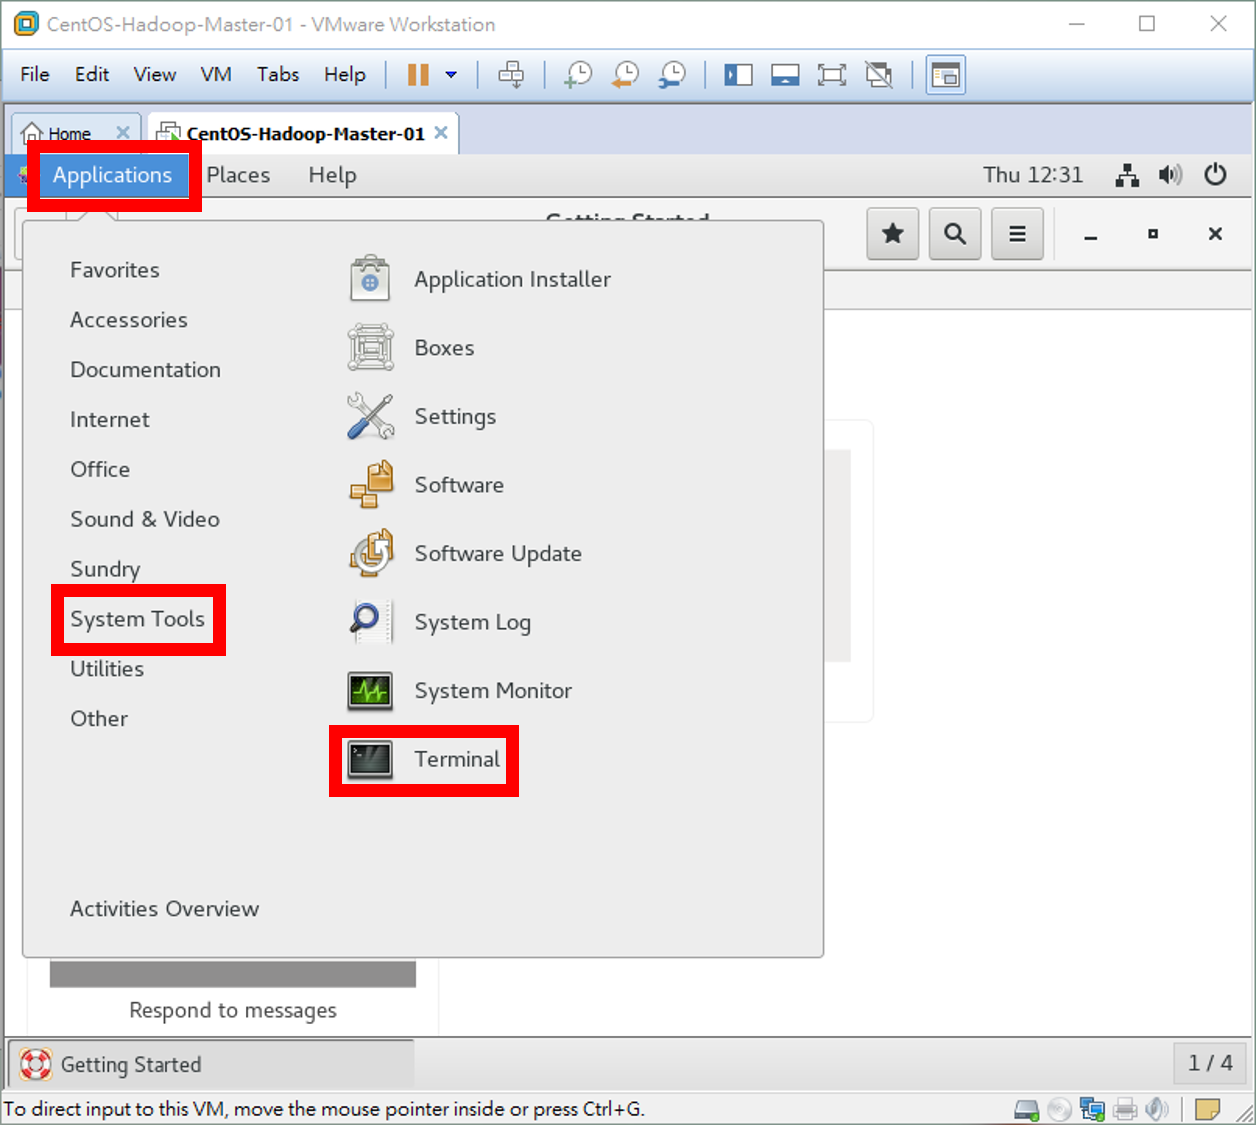 CentOS-Hadoop-Master-01 - VMware Workstation
File Edit View VM Tabs Help
Home CentOS-Hadoop-Master-01
Applications Places Help Thu 12:31
Getting Started
Favorites
Accessories
Documentation
Internet
Office
Sound & Video
Sundry
System Tools
Utilities
Other
Application Installer
Boxes
Settings
Software
Software Update
System Log
System Monitor
Terminal
Activities Overview
Respond to messages
Getting Started 1 / 4
To direct input to this VM, move the mouse pointer inside or press Ctrl+G.